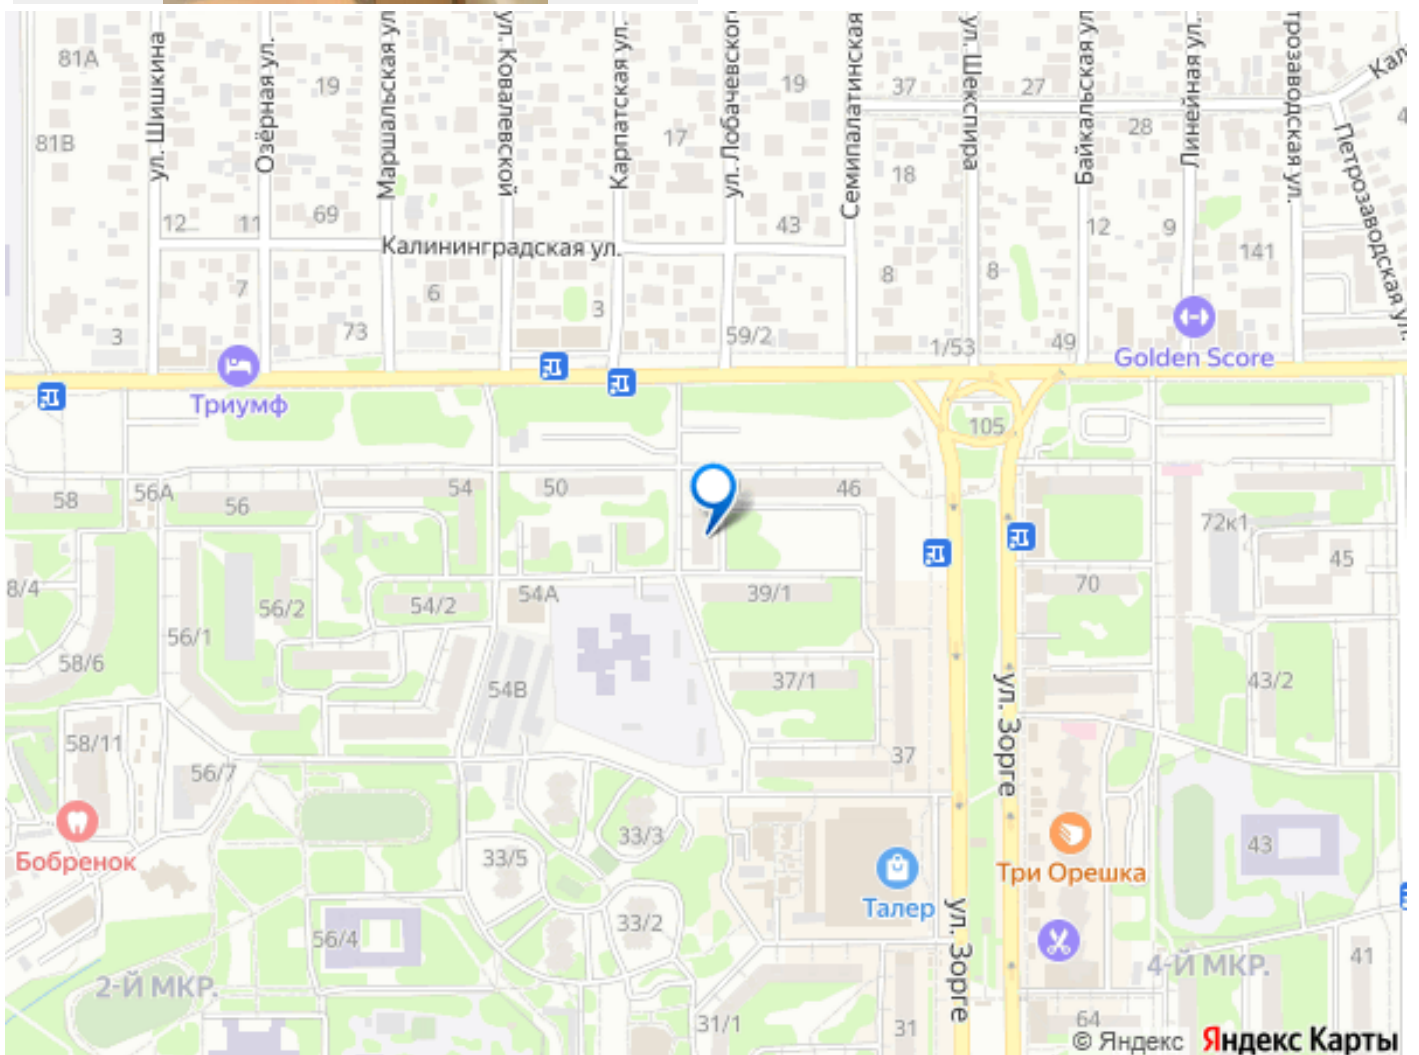 81А
81В
ул. Шишкина
Озёрная ул.
19
Маршальская ул
ул. Ковалевской
Карпатская ул.
17
ул. Лобачевского
19
Семипалатинская
37
ул. Шекспира
27
Байкальская ул
28
Линейная ул.
трозаводская ул.
Кал
4
Петрозаводская ул.
12
11
69
Калининградская ул.
43
18
12
9
141
7
6
3
8
8
3
73
59/2
1/53
49
Golden Score
Триумф
105
58
56А
56
54
50
46
72к1
45
8/4
56/2
54/2
54А
39/1
70
56/1
58/6
54В
37/1
43/2
ул. Зорге
58/11
56/7
37
33/3
Бобренок
33/5
43
Три Орешка
Талер
33/2
56/4
ул. Зорге
2-Й МКР.
4-Й МКР.
41
31/1
31
64
© Яндекс Яндекс Карты